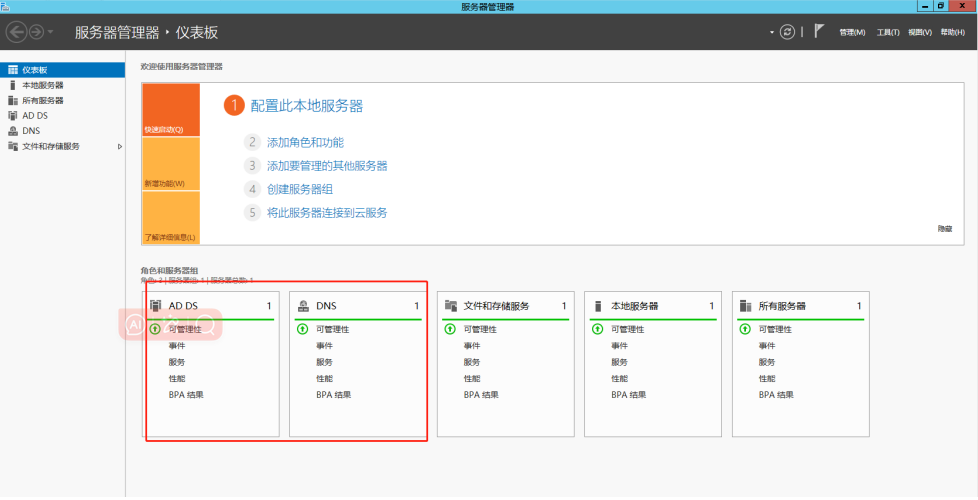 服务器管理器
服务器管理器 · 仪表板
管理(M) 工具(T) 视图(V) 帮助(H)
仪表板
本地服务器
所有服务器
AD DS
DNS
文件和存储服务
欢迎使用服务器管理器
快速启动(Q)
新增功能(W)
了解详细信息(L)
1 配置此本地服务器
2 添加角色和功能
3 添加要管理的其他服务器
4 创建服务器组
5 将此服务器连接到云服务
隐藏
角色和服务器组
角色: 3 | 服务器组: 1 | 服务器总数: 1
AD DS 1
可管理性
事件
服务
性能
BPA 结果
DNS 1
可管理性
事件
服务
性能
BPA 结果
文件和存储服务 1
可管理性
事件
服务
性能
BPA 结果
本地服务器 1
可管理性
事件
服务
性能
BPA 结果
所有服务器 1
可管理性
事件
服务
性能
BPA 结果